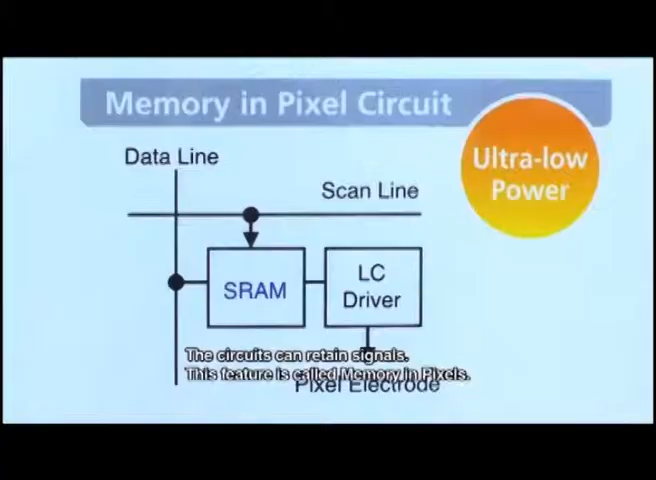 Memory in Pixel Circuit
Ultra-low
Power
Data Line
Scan Line
SRAM
LC
Driver
The circuits can retain signals.
This feature is called Memory in Pixels.
Pixel Electrode